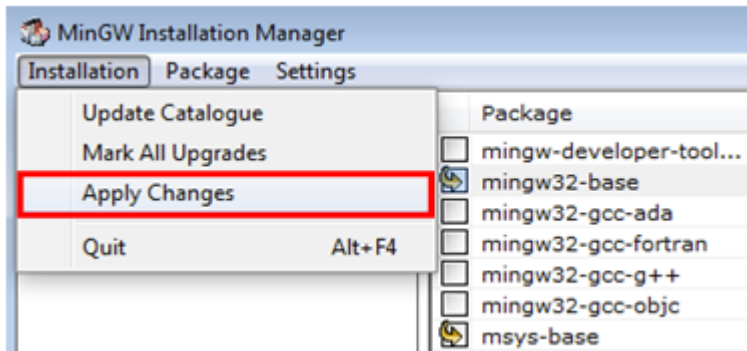 MinGW Installation Manager
Installation Package Settings
Update Catalogue
Mark All Upgrades
Apply Changes
Quit Alt+F4
Package
mingw-developer-tool...
mingw32-base
mingw32-gcc-ada
mingw32-gcc-fortran
mingw32-gcc-g++
mingw32-gcc-objc
msys-base